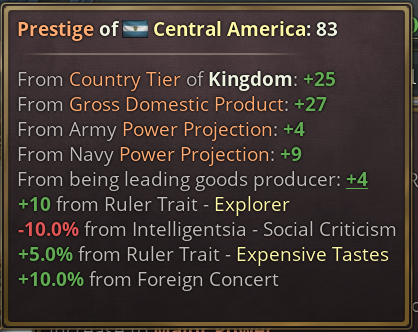 Prestige of Central America: 83
From Country Tier of Kingdom: +25
From Gross Domestic Product: +27
From Army Power Projection: +4
From Navy Power Projection: +9
From being leading goods producer: +4
+10 from Ruler Trait - Explorer
-10.0% from Intelligentsia - Social Criticism
+5.0% from Ruler Trait - Expensive Tastes
+10.0% from Foreign Concert